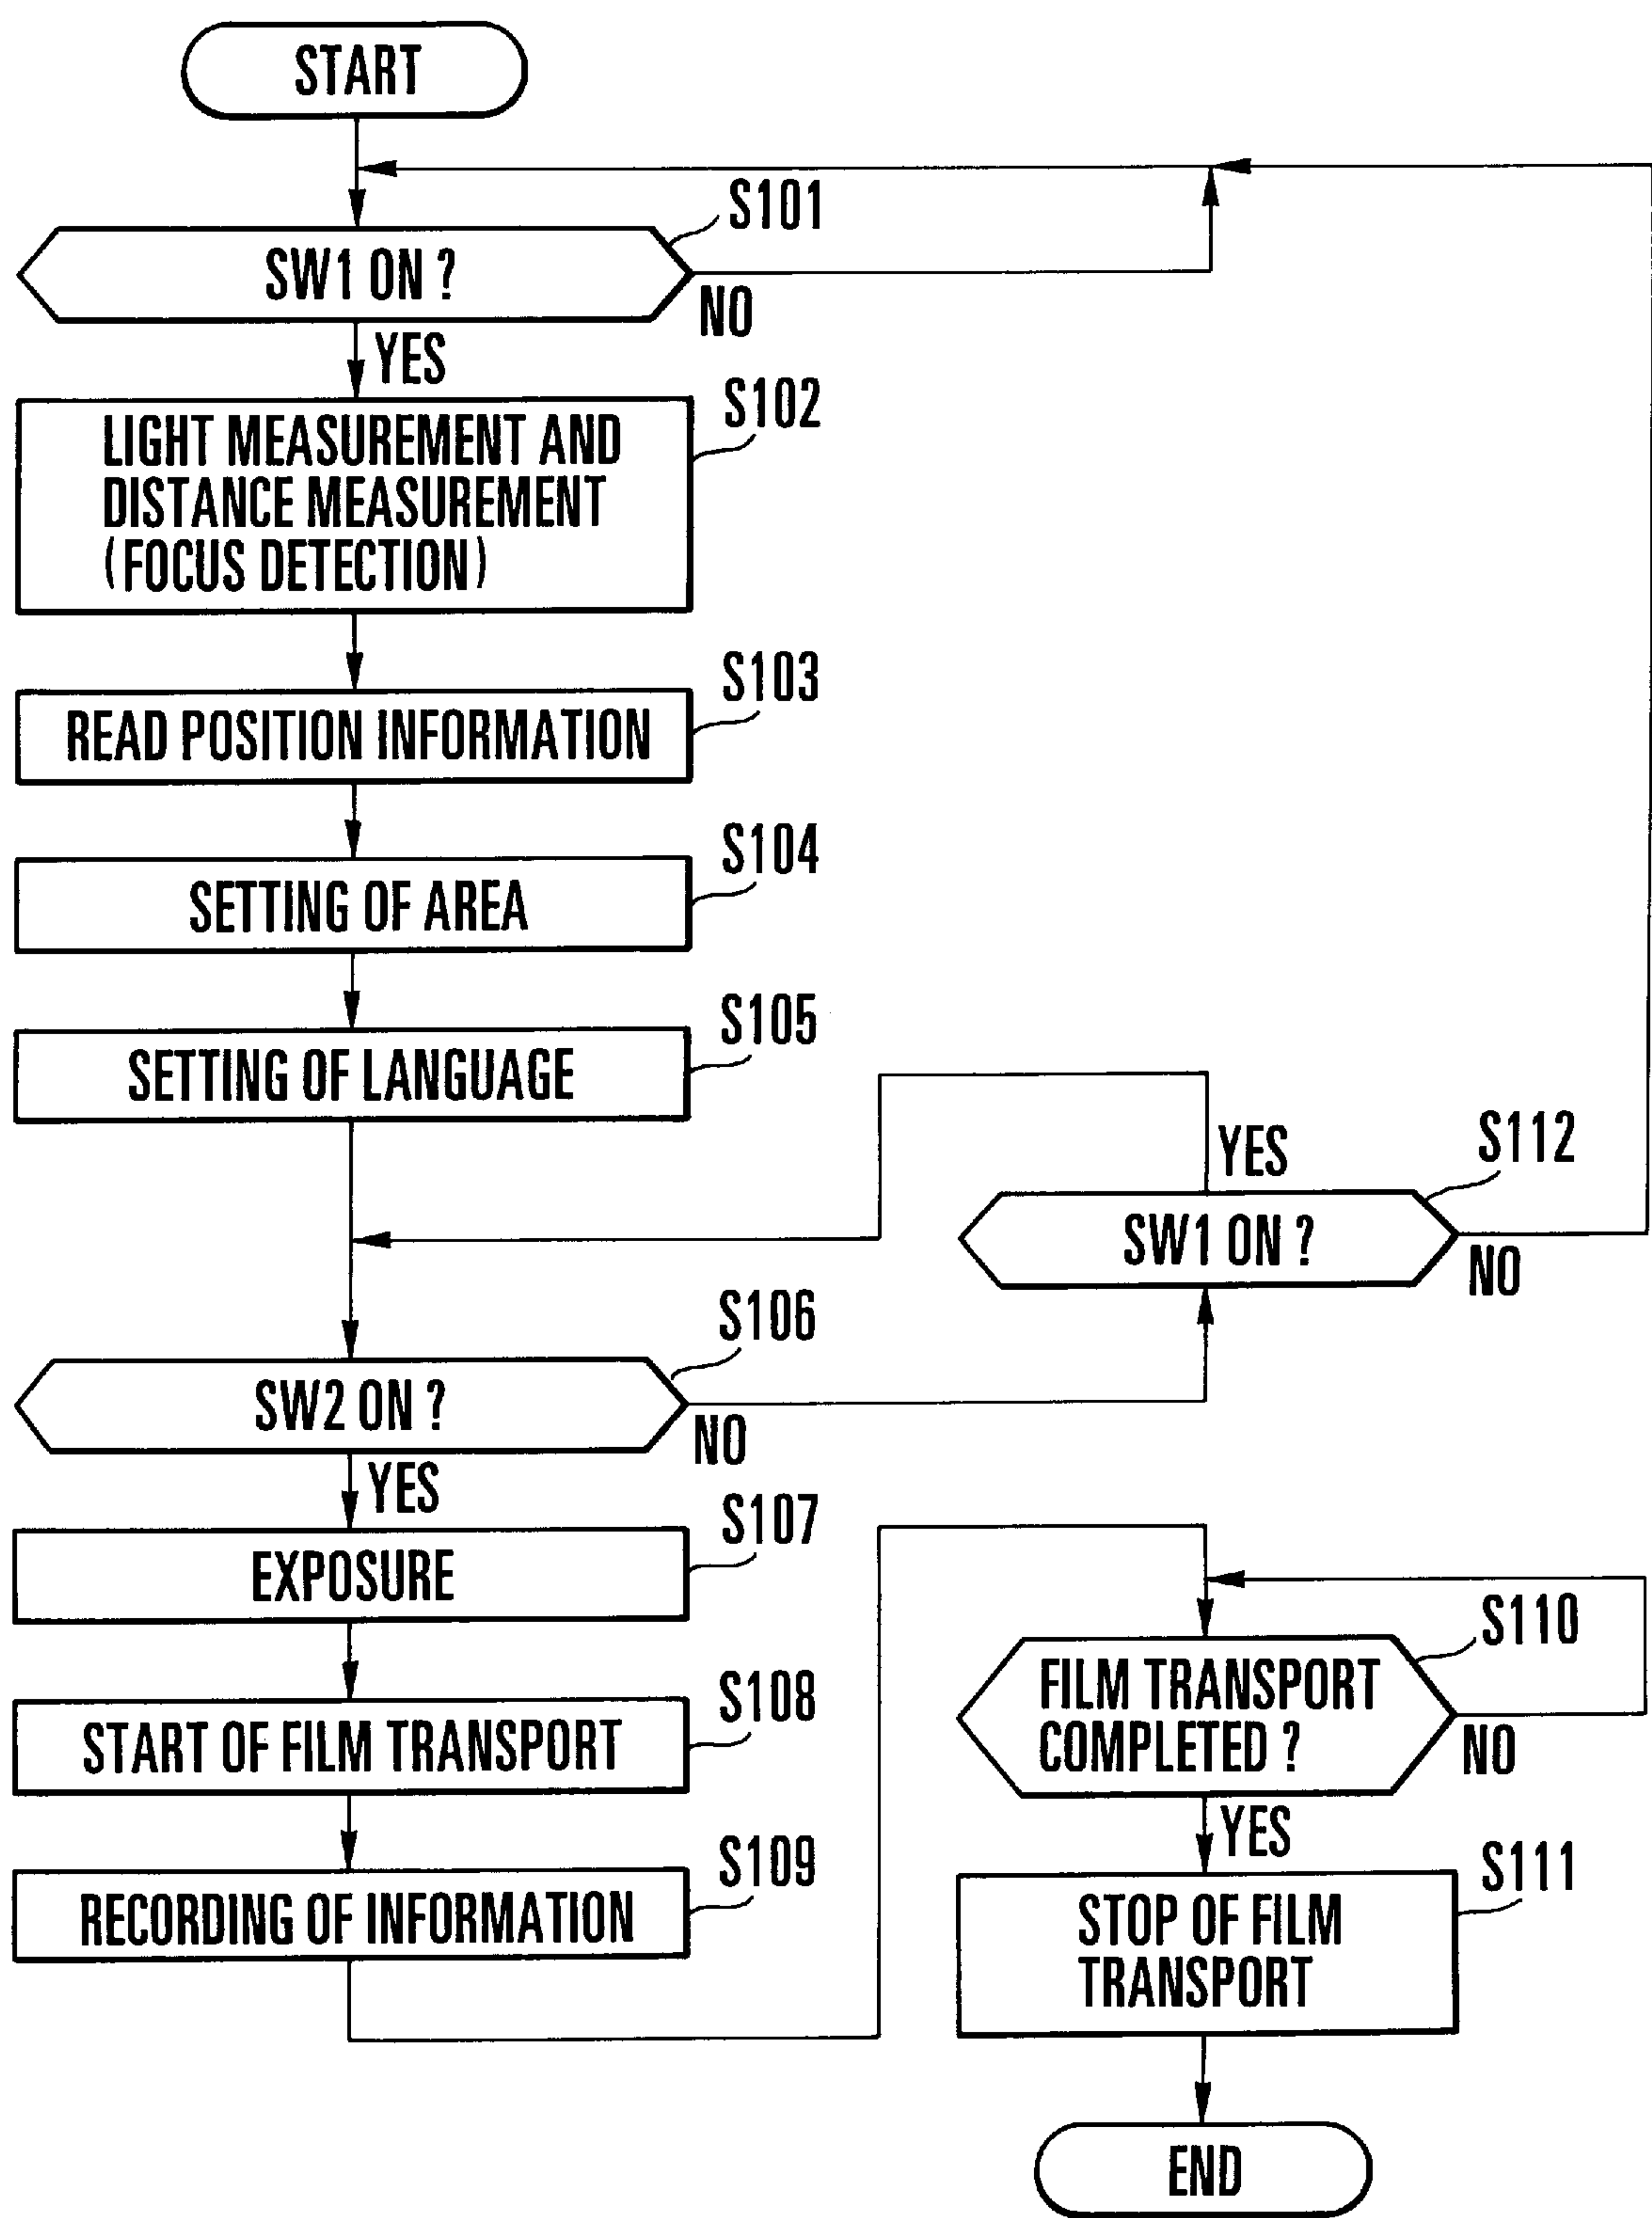 START
S101
SW1 ON ?
NO
YES
S102
LIGHT MEASUREMENT AND
DISTANCE MEASUREMENT
(FOCUS DETECTION)
S103
READ POSITION INFORMATION
S104
SETTING OF AREA
S105
SETTING OF LANGUAGE
YES
S112
SW1 ON ?
NO
S106
SW2 ON ?
NO
YES
S107
EXPOSURE
S108
START OF FILM TRANSPORT
S109
RECORDING OF INFORMATION
S110
FILM TRANSPORT
COMPLETED ?
NO
YES
S111
STOP OF FILM
TRANSPORT
END